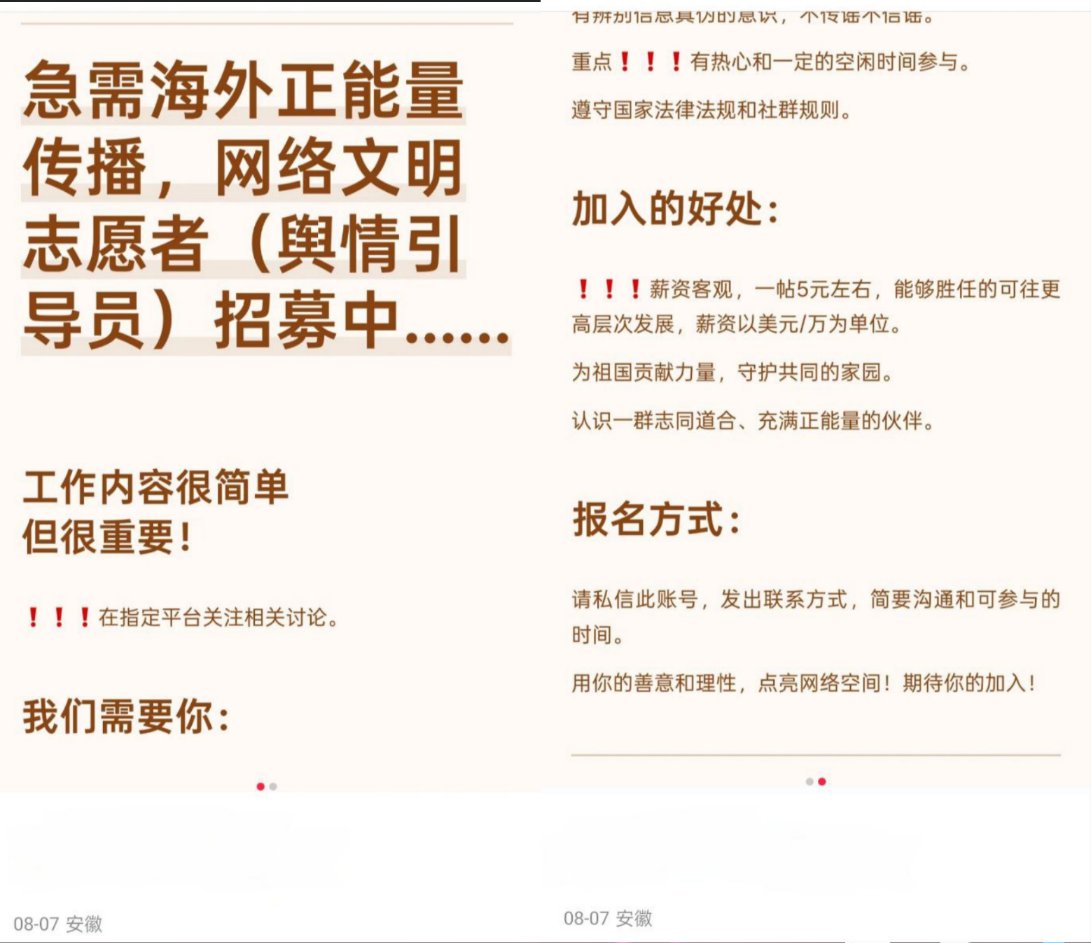 急需海外正能量
传播，网络文明
志愿者（舆情引
导员）招募中……
工作内容很简单
但很重要！
❗❗❗在指定平台关注相关讨论。
我们需要你：
08-07 安徽
有辨别信息真伪的意识，不传谣不信谣。
重点❗❗❗有热心和一定的空闲时间参与。
遵守国家法律法规和社群规则。
加入的好处：
❗❗❗薪资客观，一帖5元左右，能够胜任的可往更
高层次发展，薪资以美元/万为单位。
为祖国贡献力量，守护共同的家园。
认识一群志同道合、充满正能量的伙伴。
报名方式：
请私信此账号，发出联系方式，简要沟通和可参与的
时间。
用你的善意和理性，点亮网络空间！期待你的加入！
08-07 安徽